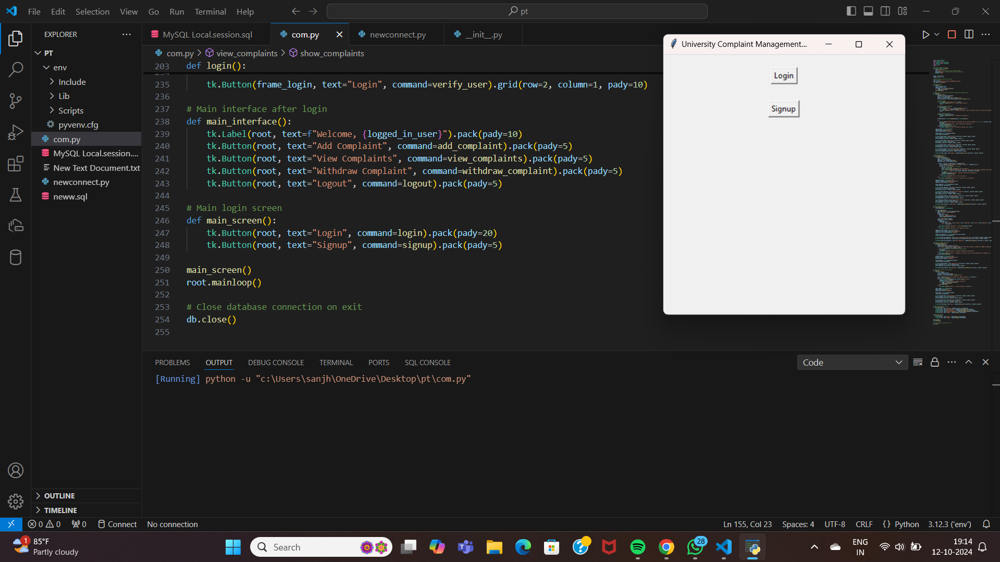 File Edit Selection View Go Run Terminal Help
pt
EXPLORER
PT
env
Include
Lib
Scripts
pyvenv.cfg
com.py
MySQL Local.session....
New Text Document.txt
newconnect.py
neww.sql
OUTLINE
TIMELINE
MySQL Local.session.sql
com.py
newconnect.py
__init__.py
com.py > view_complaints > show_complaints
203 def login():
235 tk.Button(frame_login, text="Login", command=verify_user).grid(row=2, column=1, pady=10)
236
237 # Main interface after login
238 def main_interface():
239 tk.Label(root, text=f"Welcome, {logged_in_user}").pack(pady=10)
240 tk.Button(root, text="Add Complaint", command=add_complaint).pack(pady=5)
241 tk.Button(root, text="View Complaints", command=view_complaints).pack(pady=5)
242 tk.Button(root, text="Withdraw Complaint", command=withdraw_complaint).pack(pady=5)
243 tk.Button(root, text="Logout", command=logout).pack(pady=5)
244
245 # Main login screen
246 def main_screen():
247 tk.Button(root, text="Login", command=login).pack(pady=20)
248 tk.Button(root, text="Signup", command=signup).pack(pady=5)
249
250 main_screen()
251 root.mainloop()
252
253 # Close database connection on exit
254 db.close()
255
University Complaint Management...
Login
Signup
PROBLEMS OUTPUT DEBUG CONSOLE TERMINAL PORTS SQL CONSOLE
Code
[Running] python -u "c:\Users\sanjh\OneDrive\Desktop\pt\com.py"
0 0 0 Connect No connection
Ln 155, Col 23 Spaces: 4 UTF-8 CRLF {} Python 3.12.3 ('env')
1
85°F
Partly cloudy
Search
28
ENG
IN
19:14
12-10-2024